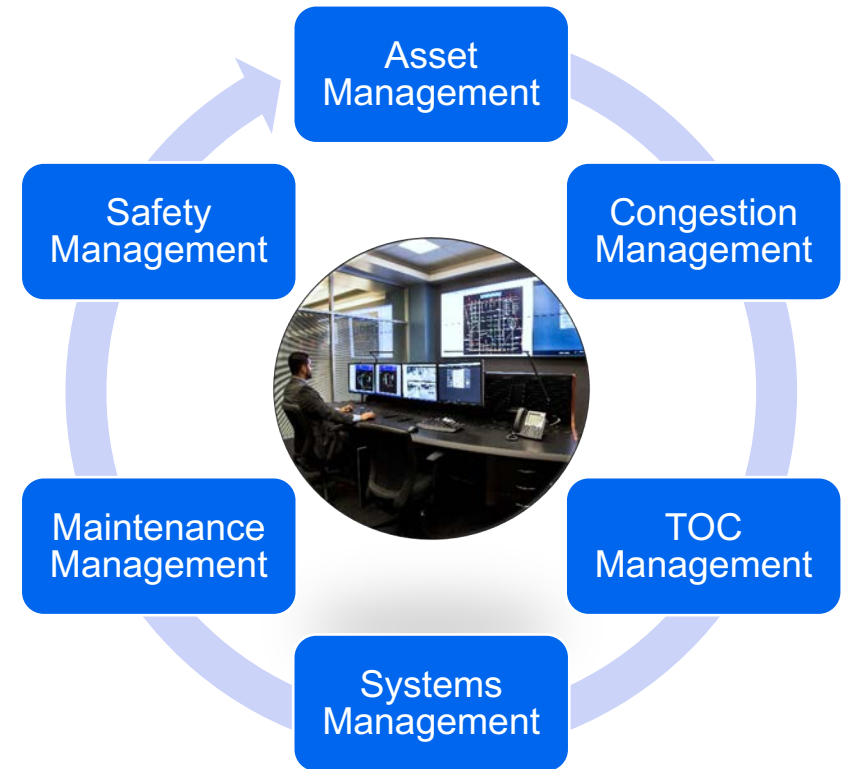 Asset
Management
Congestion
Management
TOC
Management
Systems
Management
Maintenance
Management
Safety
Management